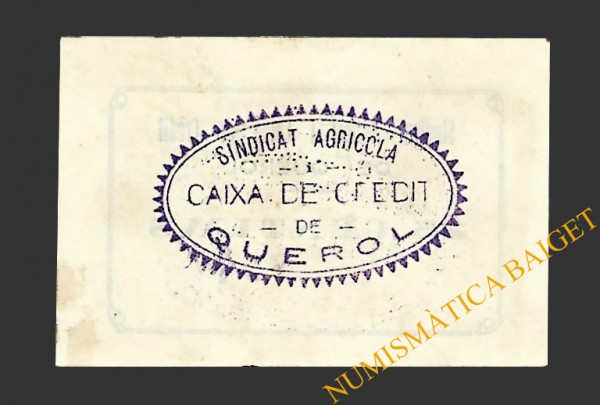 SINDICAT AGRICOLA
CAIXA DE CREDIT
— DE —
QUEROL
NUMISMÀTICA BAIGET